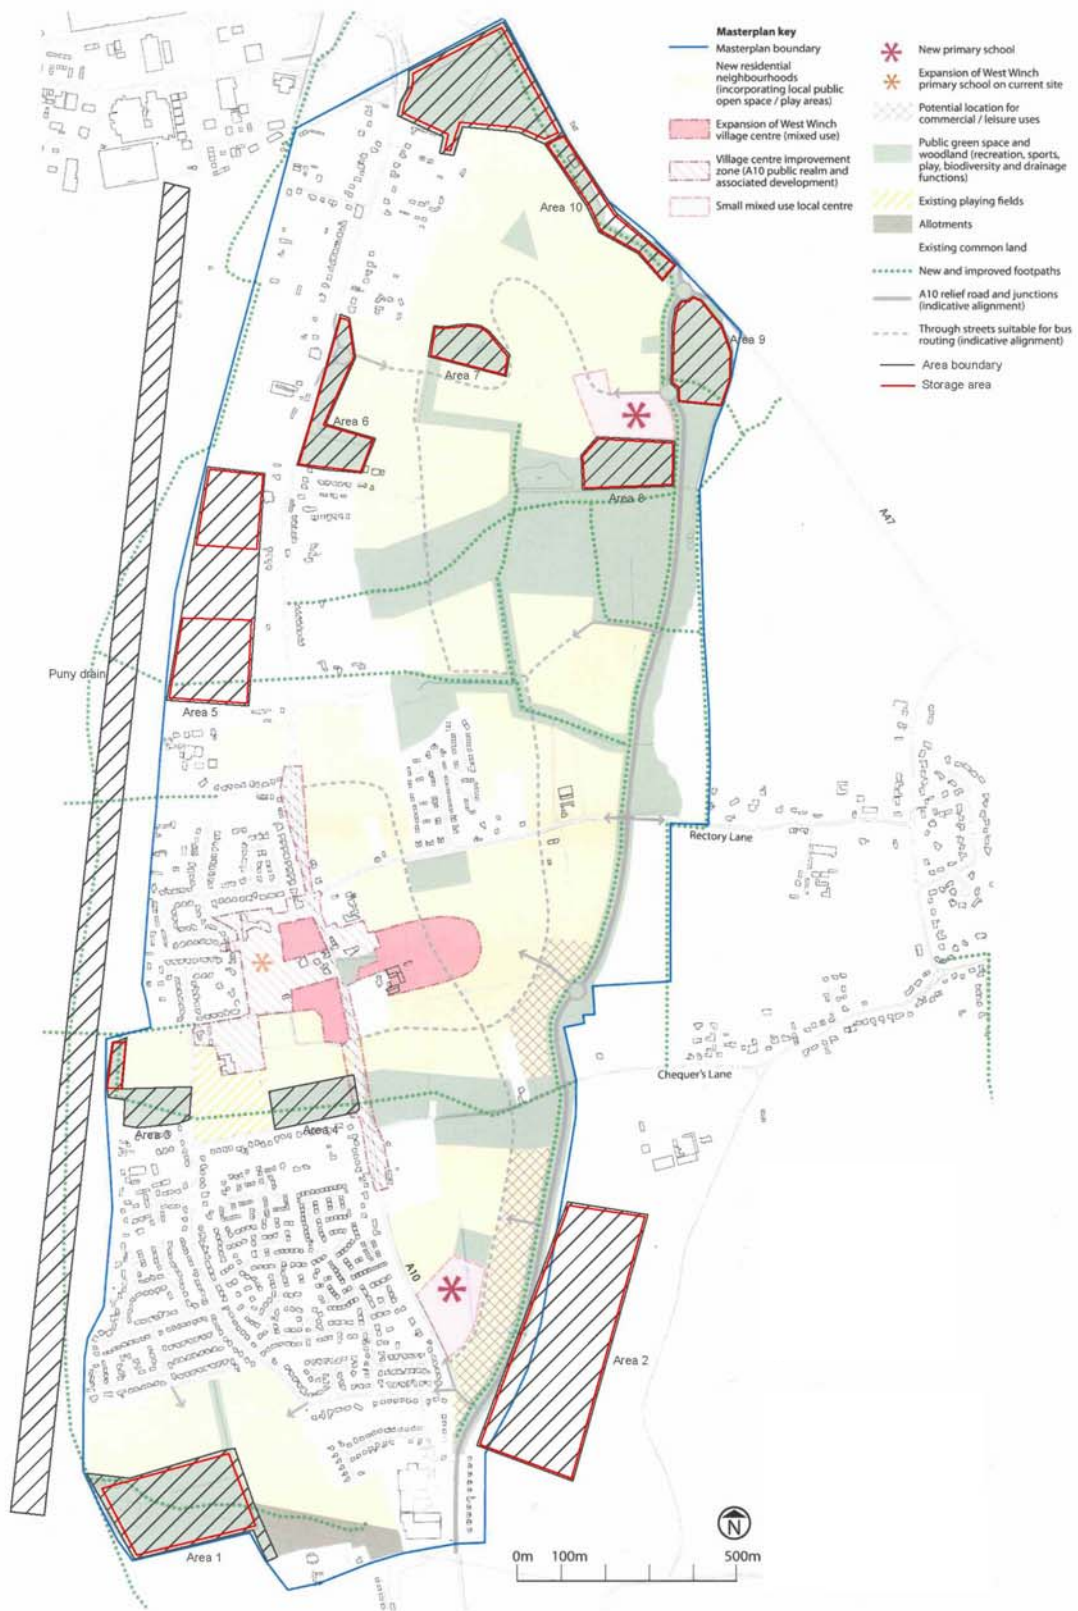 Masterplan key
Masterplan boundary
New residential
neighbourhoods
(incorporating local public
open space / play areas)
Expansion of West Winch
village centre (mixed use)
Village centre improvement
zone (A10 public realm and
associated development)
Small mixed use local centre
New primary school
Expansion of West Winch
primary school on current site
Potential location for
commercial / leisure uses
Public green space and
woodland (recreation, sports,
play, biodiversity and drainage
functions)
Existing playing fields
Allotments
Existing common land
New and improved footpaths
A10 relief road and junctions
(indicative alignment)
Through streets suitable for bus
routing (indicative alignment)
Area boundary
Storage area
Area 10
Area 9
Area 7
Area 6
Area 8
A47
Puny drain
Area 5
Rectory Lane
Chequer's Lane
Area 3
Area 4
A10
Area 2
Area 1
N
0m 100m 500m